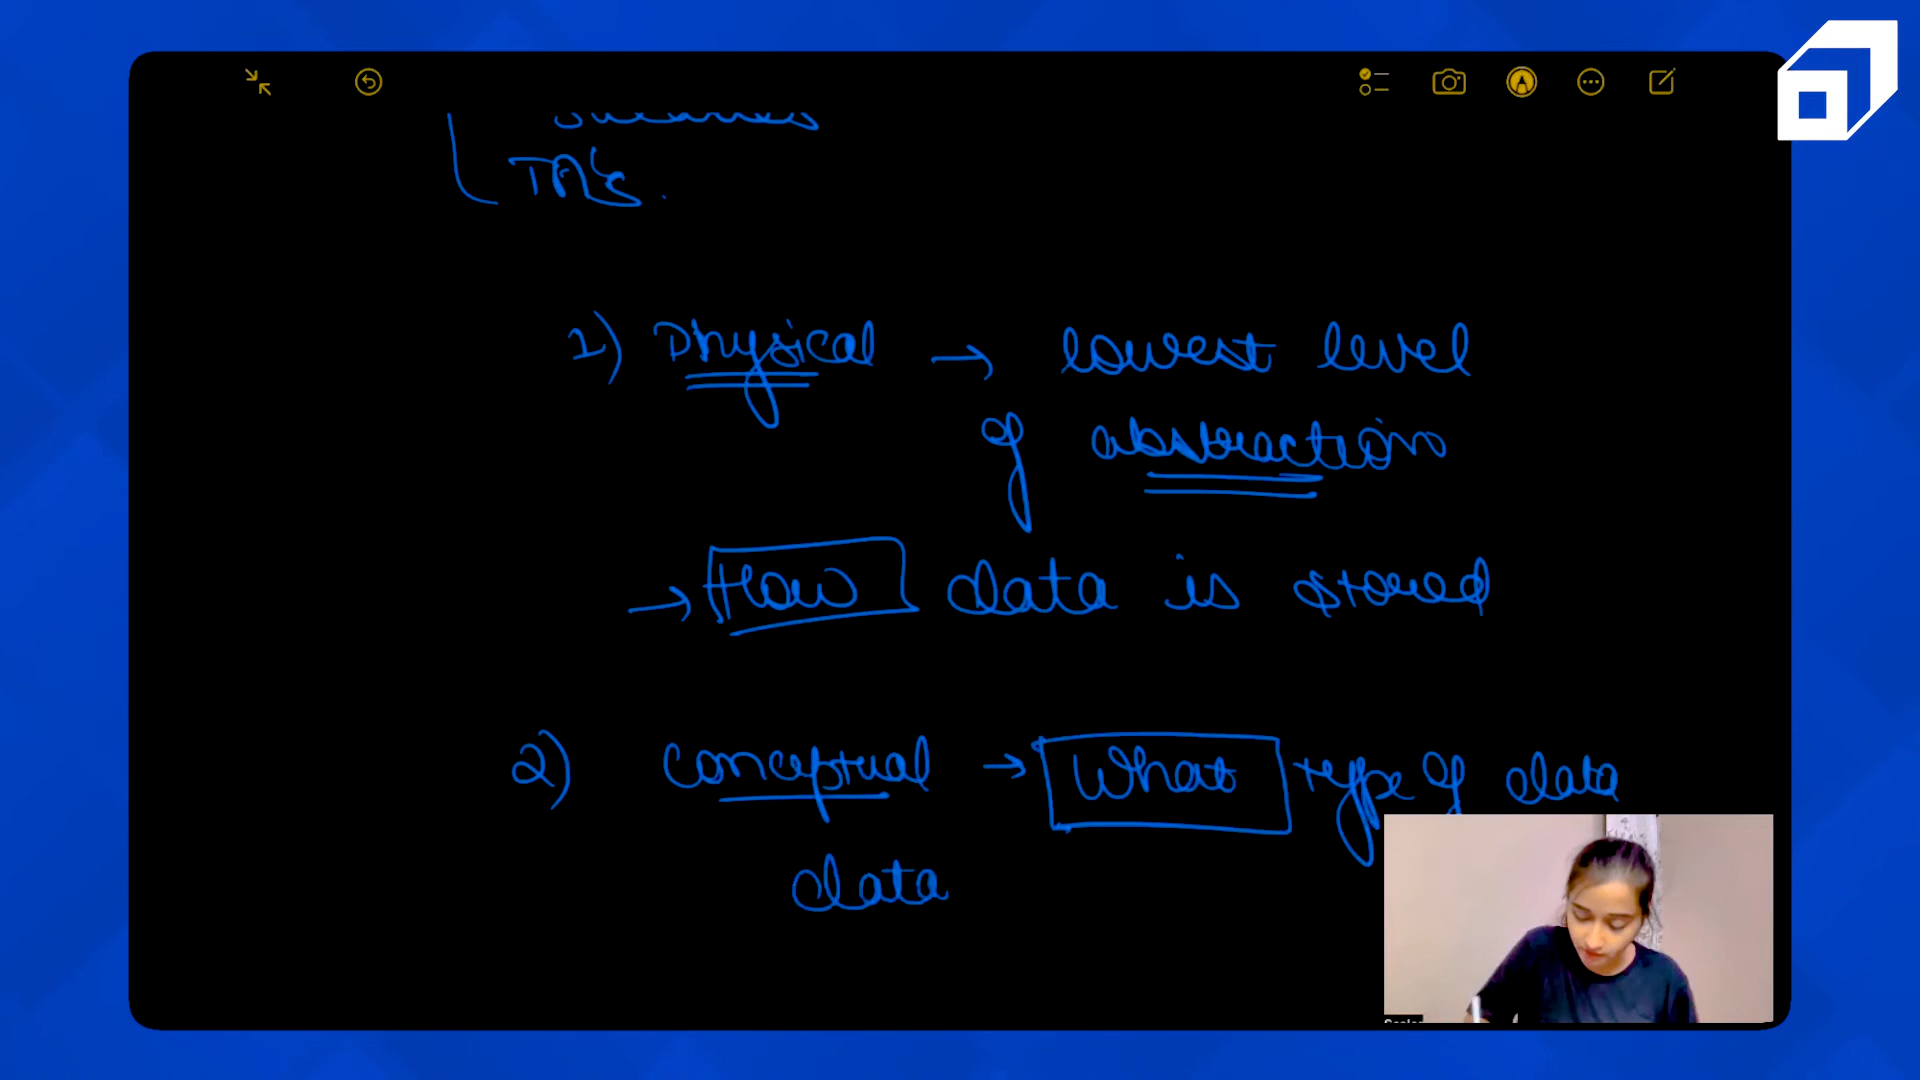 TA's.
1) Physical → lowest level
of abstraction
→ How data is stored
2) Conceptual → What type of data
data